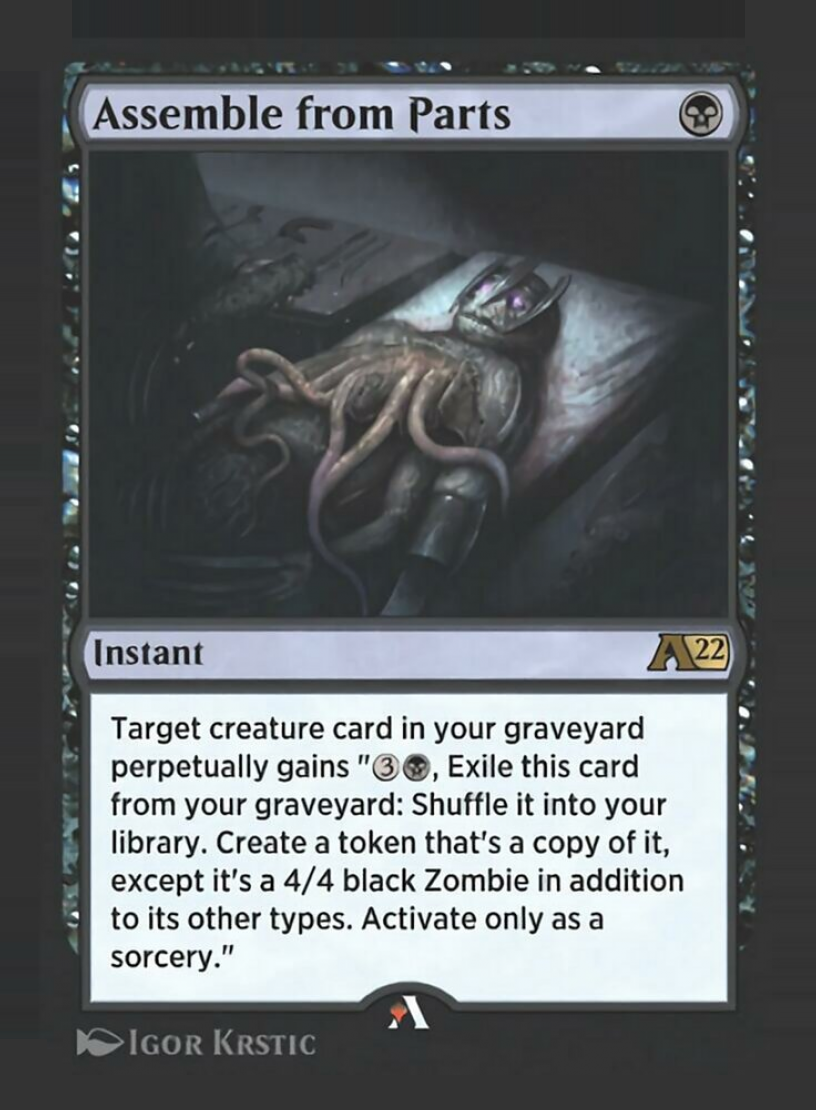 Assemble from Parts
Instant
A22
Target creature card in your graveyard
perpetually gains "3, Exile this card
from your graveyard: Shuffle it into your
library. Create a token that's a copy of it,
except it's a 4/4 black Zombie in addition
to its other types. Activate only as a
sorcery."
Igor Krstic